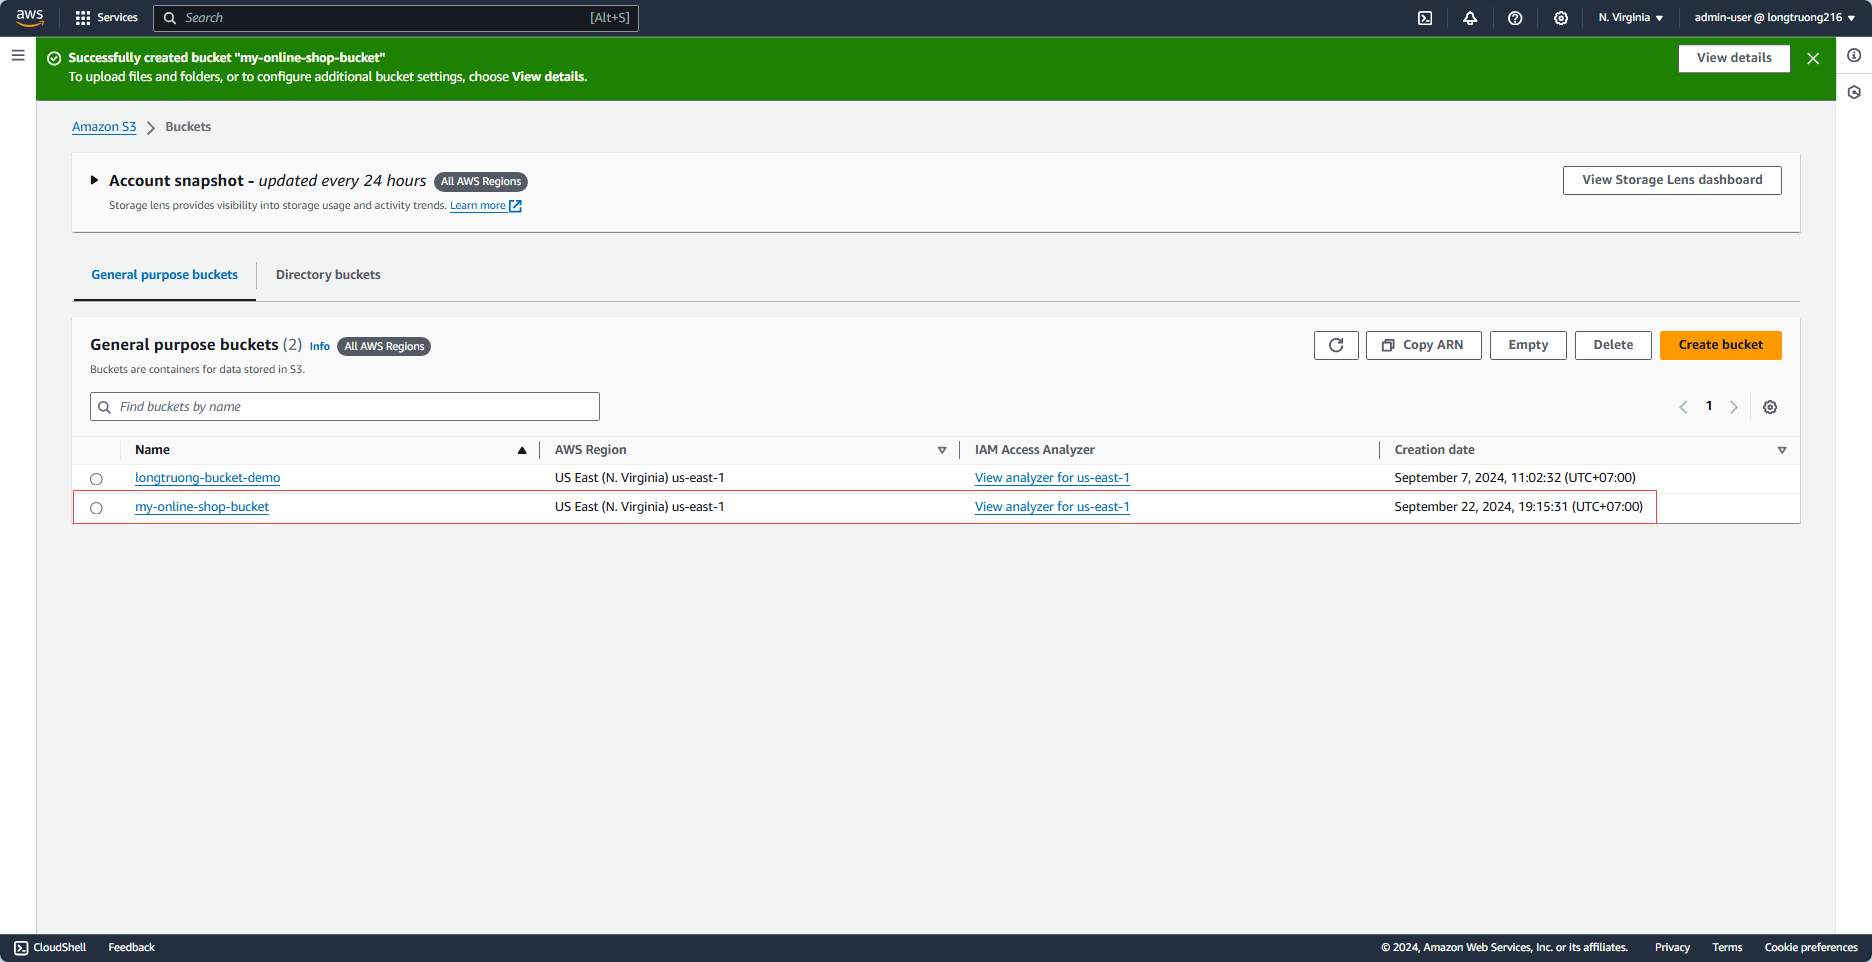 aws Services Search [Alt+S] N. Virginia admin-user @ longtruong216
Successfully created bucket "my-online-shop-bucket"
To upload files and folders, or to configure additional bucket settings, choose View details.
View details
Amazon S3 Buckets
Account snapshot - updated every 24 hours All AWS Regions
Storage lens provides visibility into storage usage and activity trends. Learn more
View Storage Lens dashboard
General purpose buckets Directory buckets
General purpose buckets (2) Info All AWS Regions
Buckets are containers for data stored in S3.
Copy ARN Empty Delete Create bucket
Find buckets by name
1
Name AWS Region IAM Access Analyzer Creation date
longtruong-bucket-demo US East (N. Virginia) us-east-1 View analyzer for us-east-1 September 7, 2024, 11:02:32 (UTC+07:00)
my-online-shop-bucket US East (N. Virginia) us-east-1 View analyzer for us-east-1 September 22, 2024, 19:15:31 (UTC+07:00)
CloudShell Feedback © 2024, Amazon Web Services, Inc. or its affiliates. Privacy Terms Cookie preferences